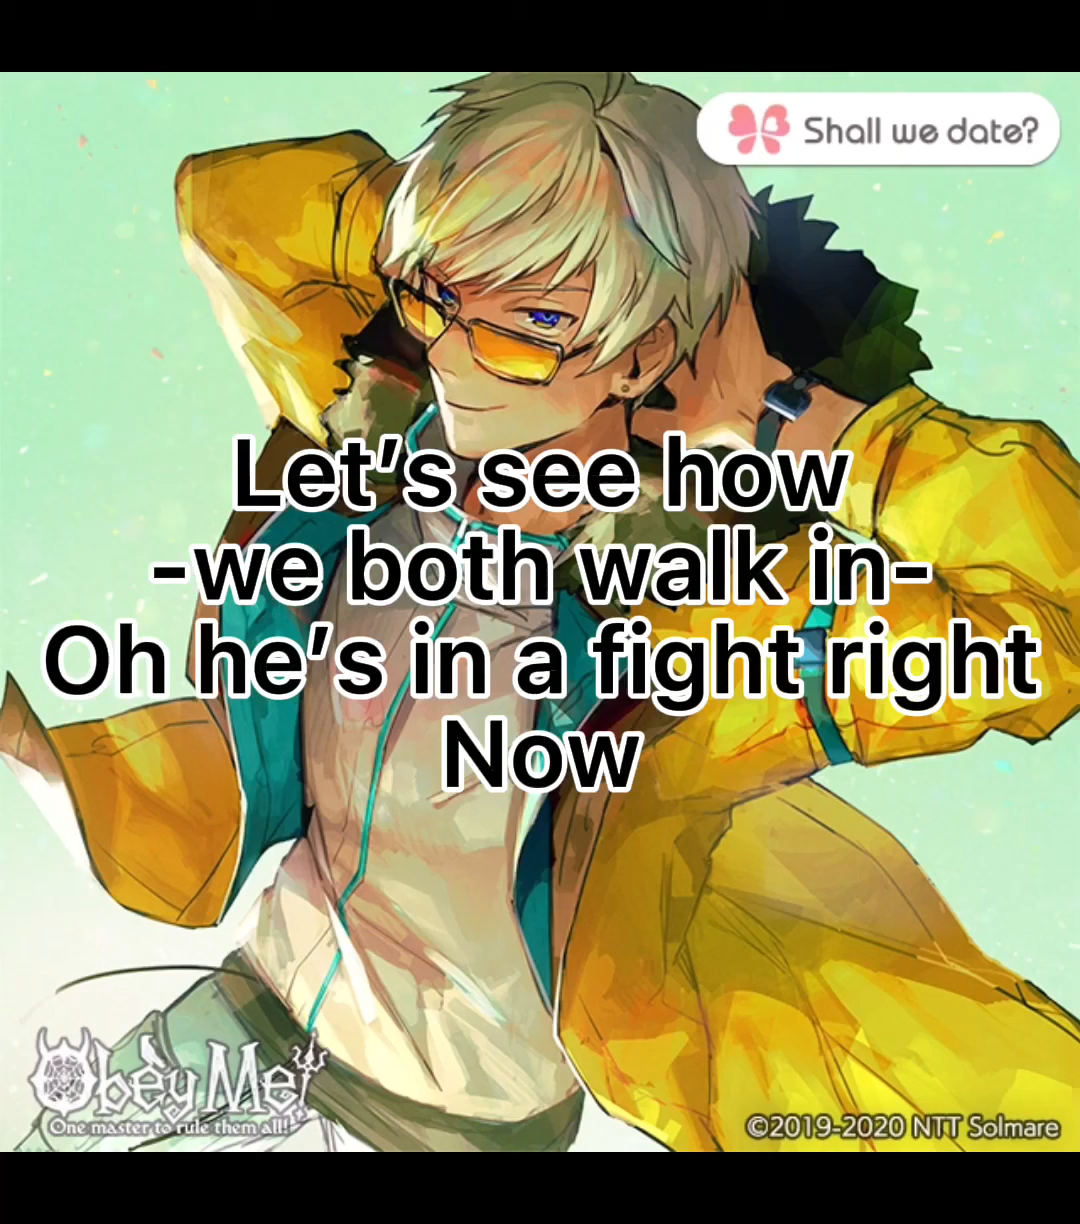 Shall we date?
Let's see how
-we both walk in-
Oh he's in a fight right
Now
Obey Me!
One master to rule them all!
©2019-2020 NTT Solmare